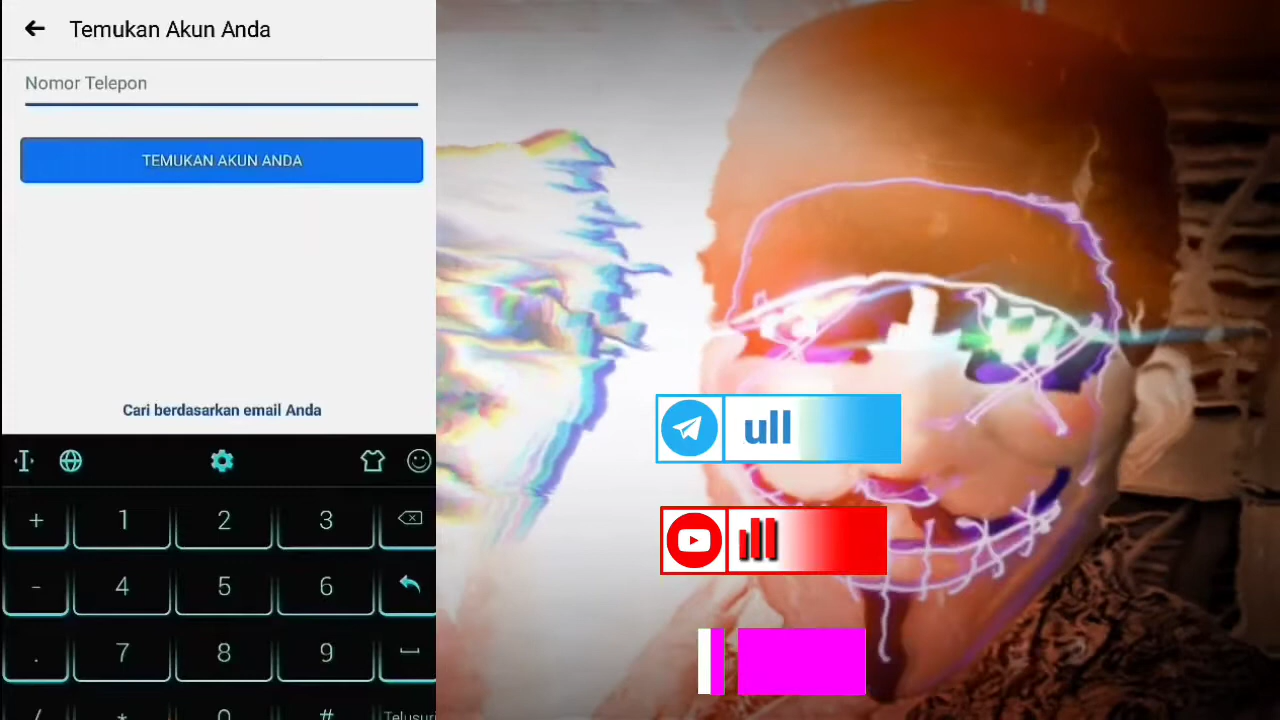 Temukan Akun Anda
Nomor Telepon
TEMUKAN AKUN ANDA
Cari berdasarkan email Anda
+ 1 2 3
- 4 5 6
. 7 8 9
/ * 0 # Telusuri
ull